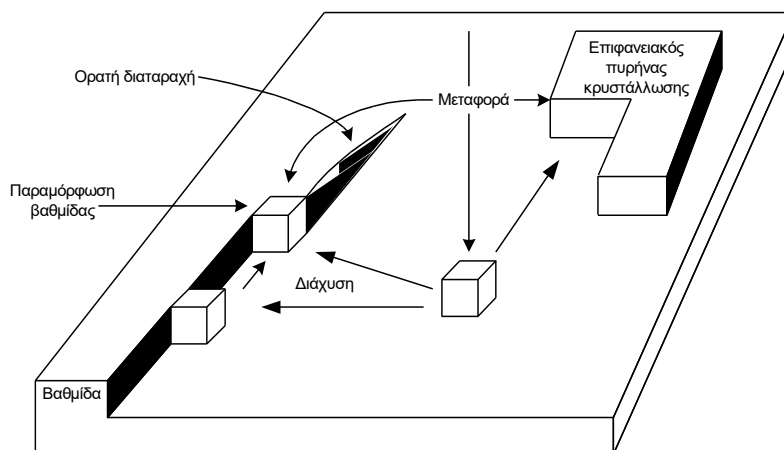 Επιφανειακός
πυρήνας
κρυστάλλωσης
Ορατή διαταραχή
Μεταφορά
Παραμόρφωση
βαθμίδας
Διάχυση
Βαθμίδα